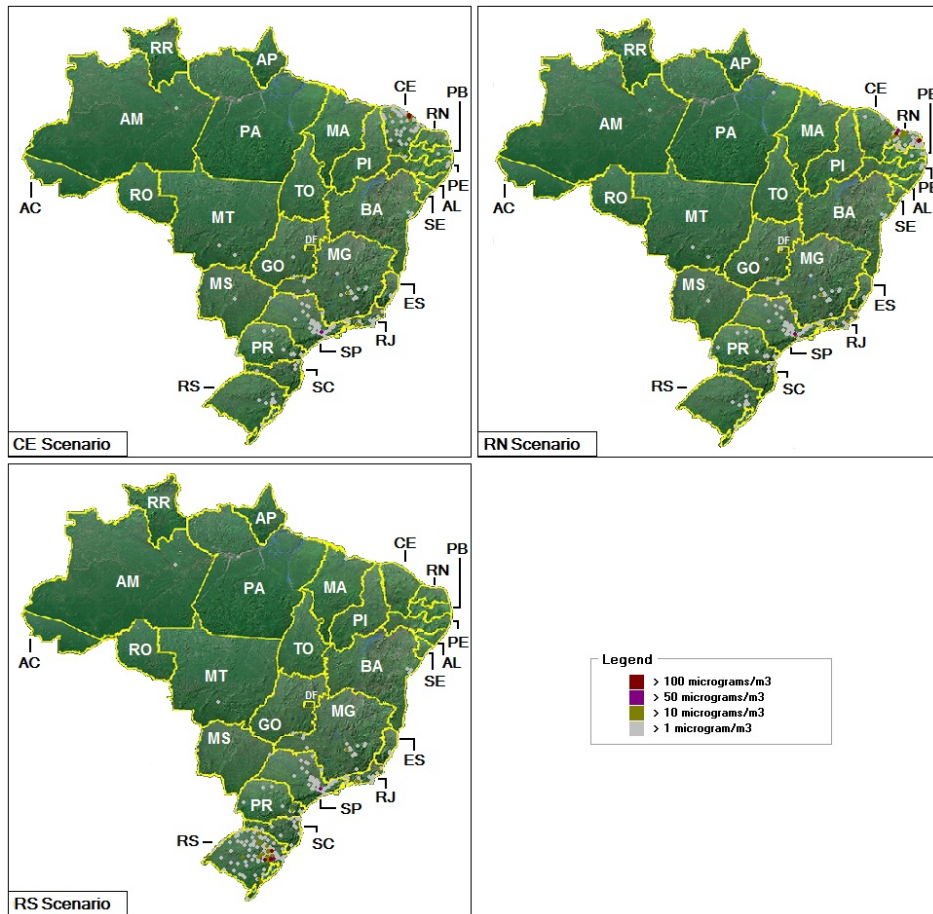 RR
AP
CE
PB
RN
AM
PA
MA
PI
PE
AL
AC
RO
TO
BA
SE
MT
DF
GO
MG
MS
ES
RJ
PR
SP
RS
SC
CE Scenario
RR
AP
CE
PB
RN
AM
PA
MA
PI
PE
AL
AC
RO
TO
BA
SE
MT
DF
GO
MG
MS
ES
RJ
PR
SP
RS
SC
RN Scenario
RR
AP
CE
PB
RN
AM
PA
MA
PI
PE
AL
AC
RO
TO
BA
SE
MT
DF
GO
MG
MS
ES
RJ
PR
SP
RS
SC
RS Scenario
Legend
> 100 micrograms/m3
> 50 micrograms/m3
> 10 micrograms/m3
> 1 microgram/m3